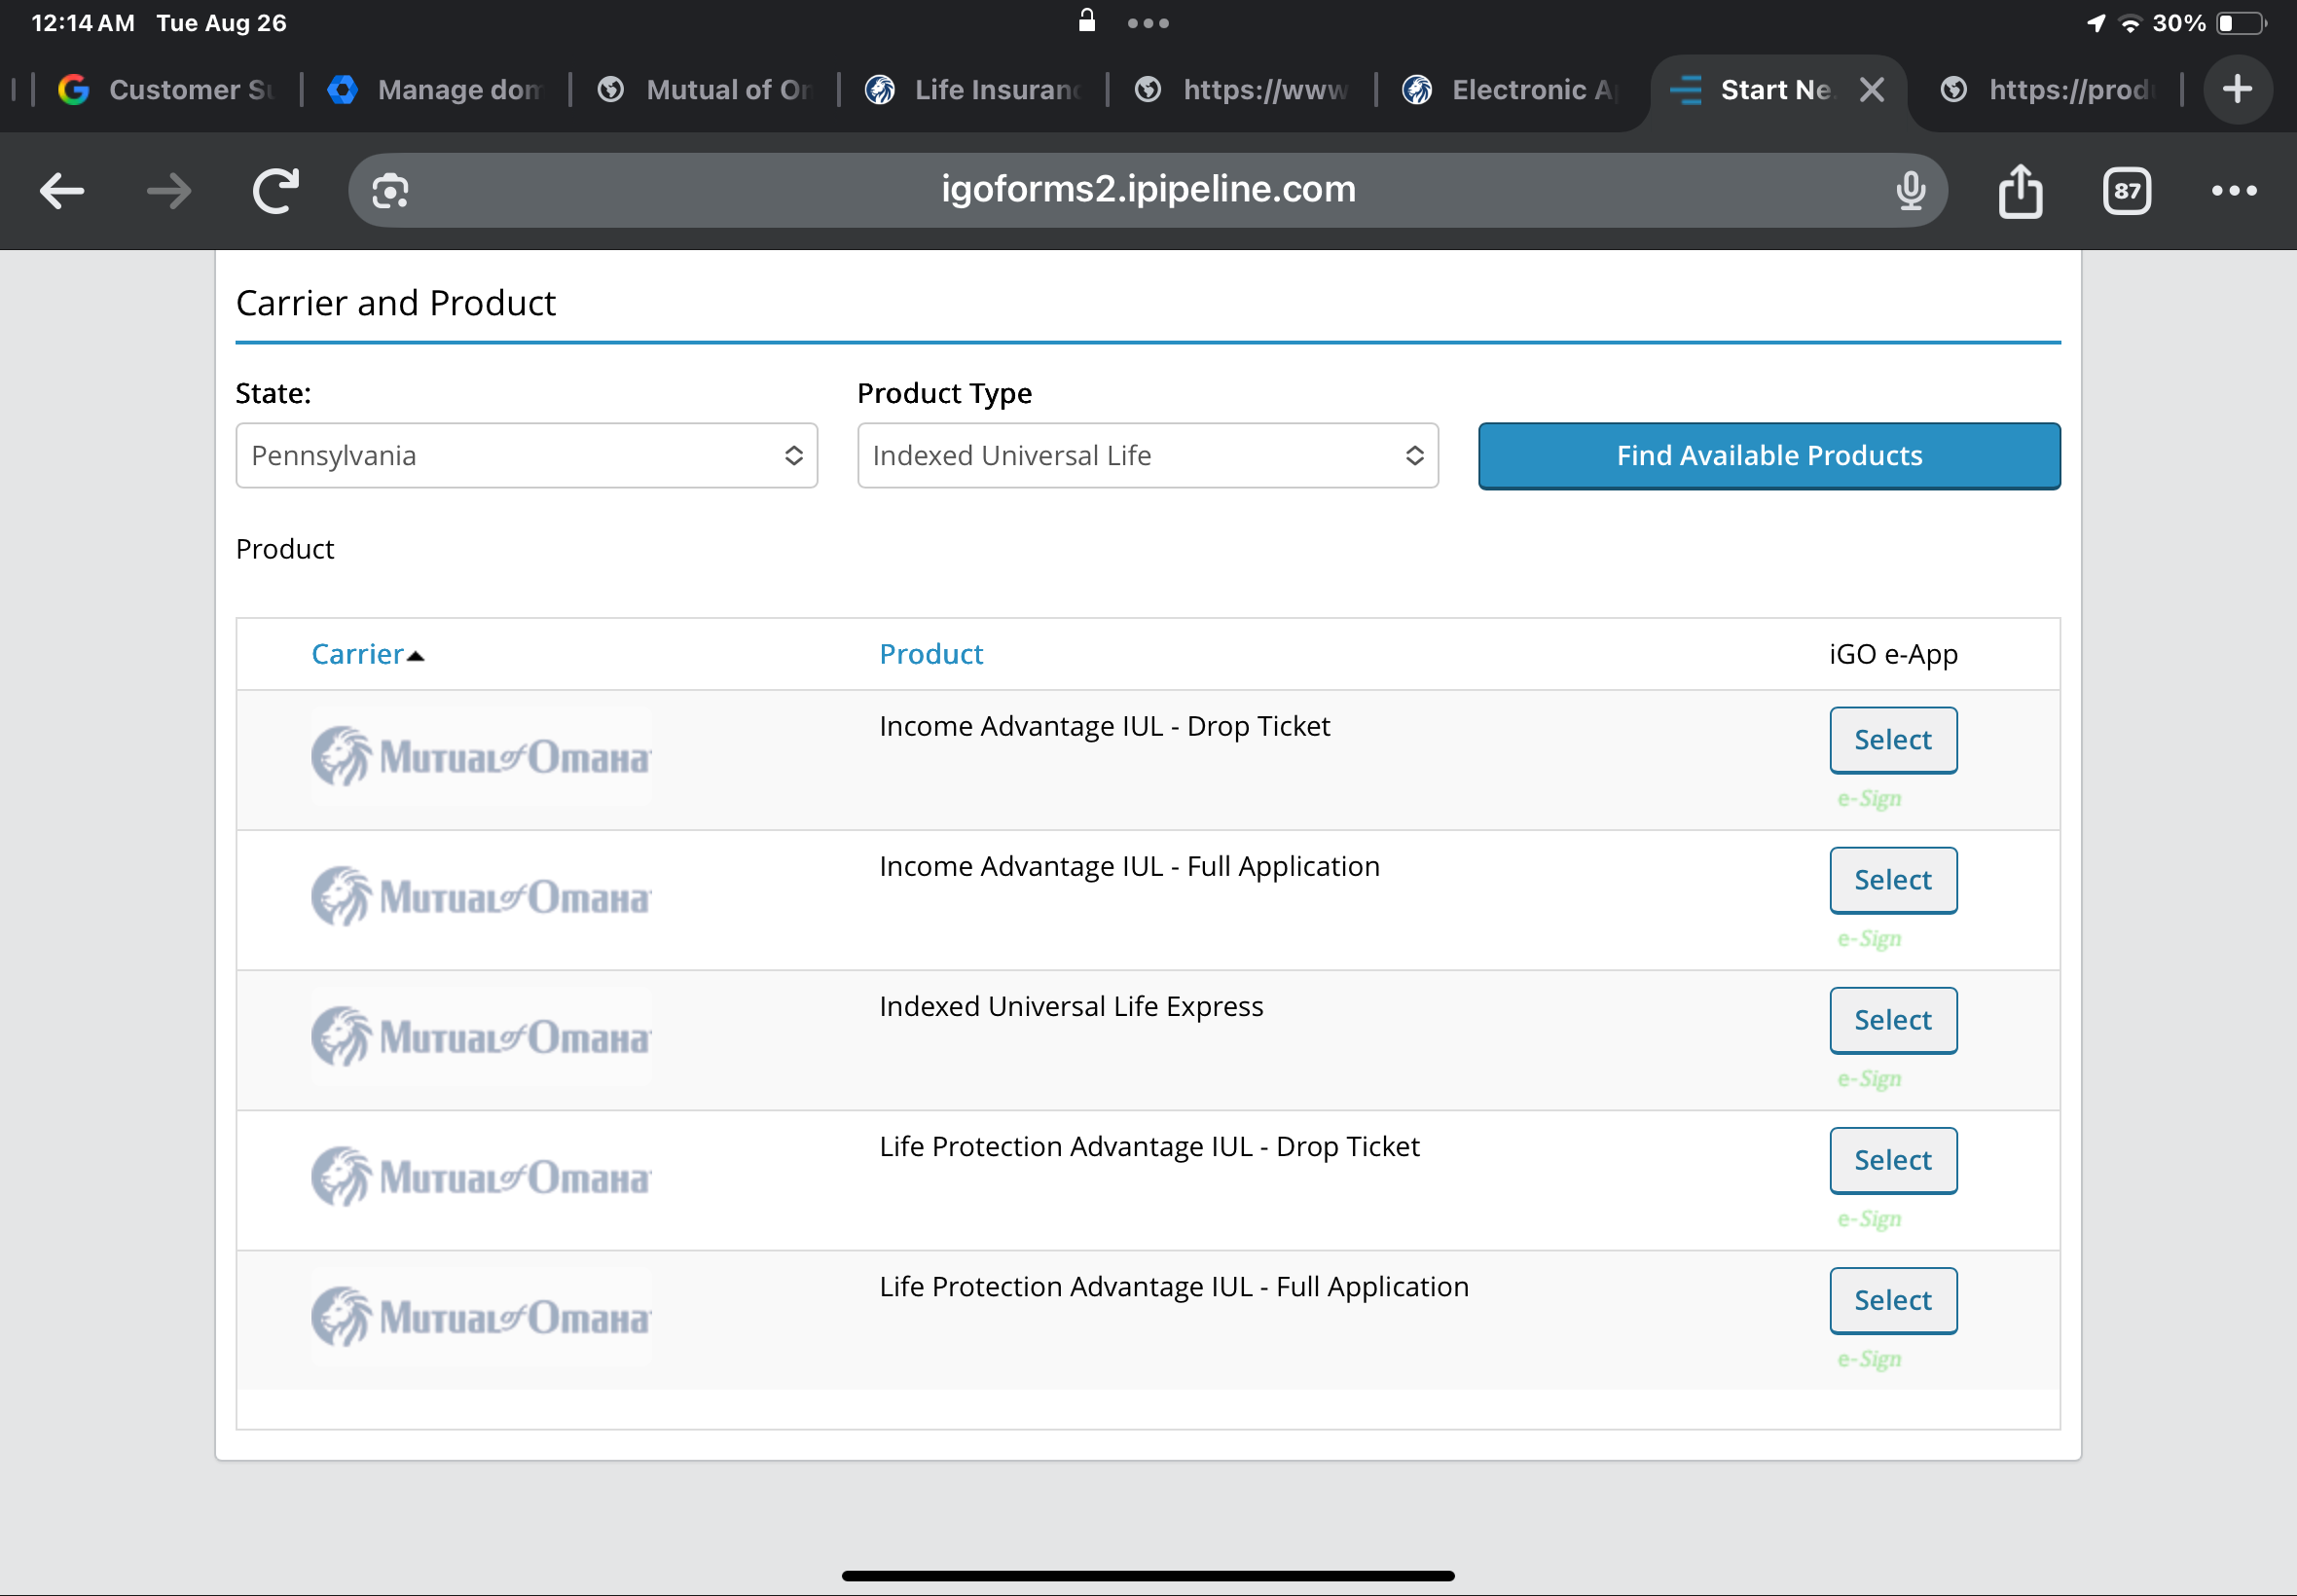 12:14 AM Tue Aug 26
30%
Customer Su
Manage dom
Mutual of Om
Life Insuranc
https://www
Electronic A
Start Ne
https://prod
igoforms2.ipipeline.com
87
Carrier and Product
State:
Product Type
Pennsylvania
Indexed Universal Life
Find Available Products
Product
Carrier
Product
iGO e-App
Mutual of Omaha
Income Advantage IUL - Drop Ticket
Select
e-Sign
Mutual of Omaha
Income Advantage IUL - Full Application
Select
e-Sign
Mutual of Omaha
Indexed Universal Life Express
Select
e-Sign
Mutual of Omaha
Life Protection Advantage IUL - Drop Ticket
Select
e-Sign
Mutual of Omaha
Life Protection Advantage IUL - Full Application
Select
e-Sign